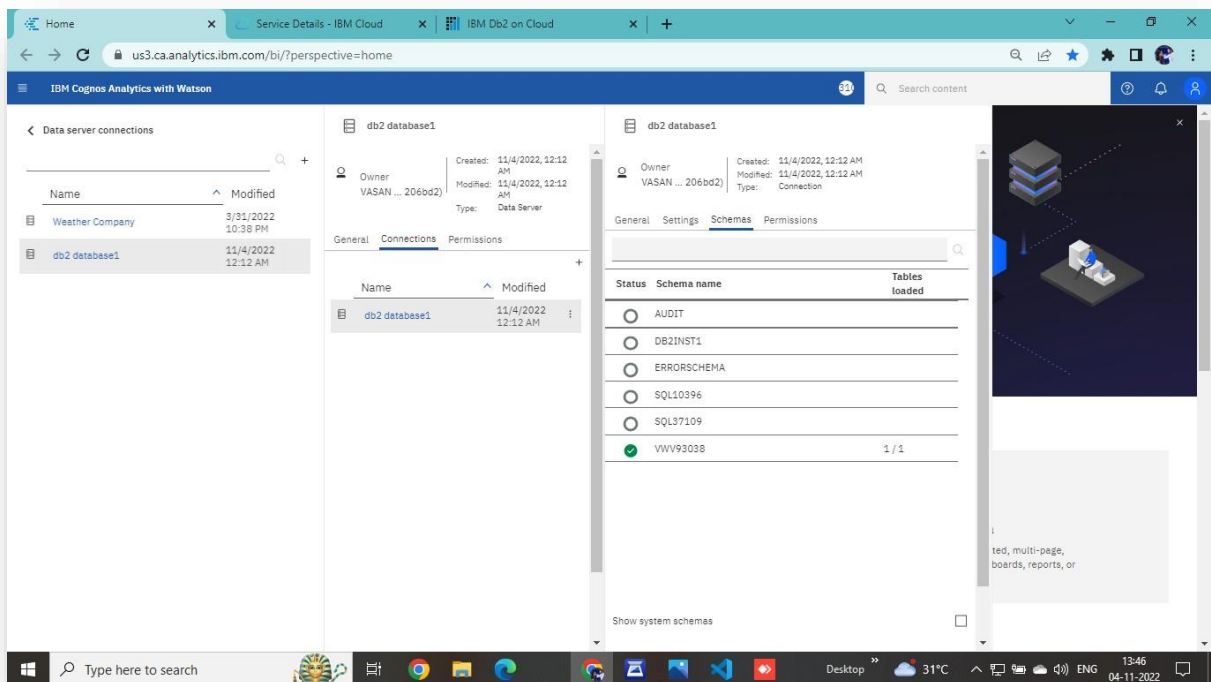 Home
Service Details - IBM Cloud
IBM Db2 on Cloud
us3.ca.analytics.ibm.com/bi/?perspective=home
IBM Cognos Analytics with Watson
Search content
Data server connections
Name Modified
Weather Company 3/31/2022
10:38 PM
db2 database1 11/4/2022
12:12 AM
db2 database1
Owner
VASAN ... 206bd2)
Created: 11/4/2022, 12:12
AM
Modified: 11/4/2022, 12:12
AM
Type: Data Server
General Connections Permissions
Name Modified
db2 database1 11/4/2022
12:12 AM
db2 database1
Owner
VASAN ... 206bd2)
Created: 11/4/2022, 12:12 AM
Modified: 11/4/2022, 12:12 AM
Type: Connection
General Settings Schemas Permissions
Status Schema name Tables
loaded
AUDIT
DB2INST1
ERRORSCHEMA
SQL10396
SQL37109
VWV93038 1 / 1
Show system schemas
ted, multi-page,
boards, reports, or
Type here to search
Desktop
31°C
ENG
13:46
04-11-2022